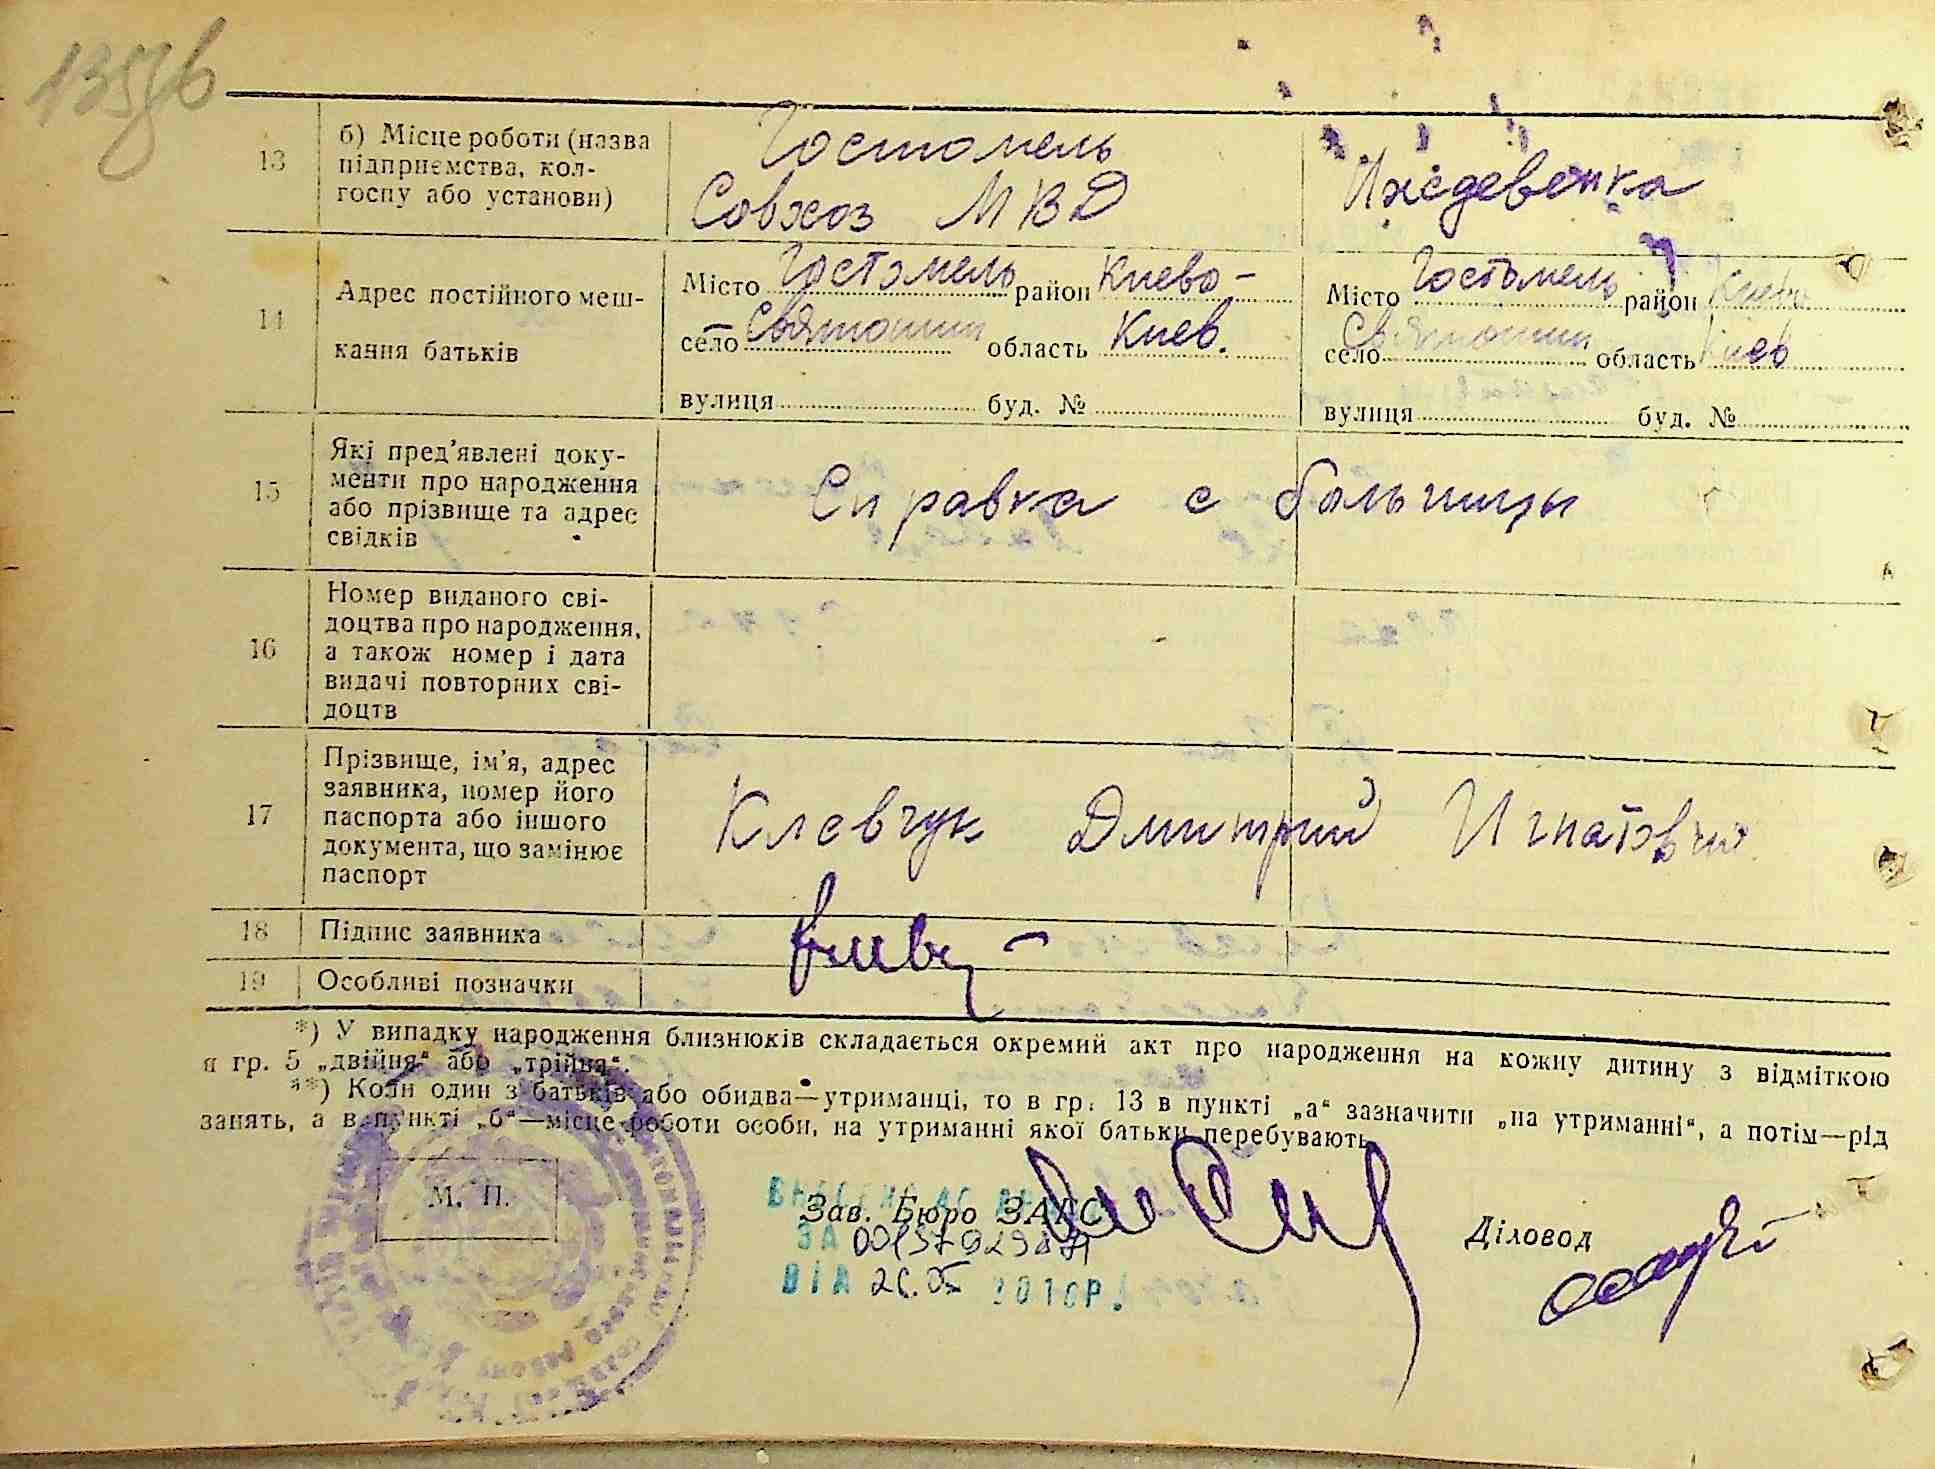 13 б) Місце роботи (назва підприємства, колгоспу або установи) Гостомель Совхоз МВД Иждевенка
14 Адрес постійного мешкання батьків
Місто Гостомель район Киево-
село Святошин область Киев.
вулиця буд. №
Місто Гостомель район Киево
село Святошин область Киев
вулиця буд. №
15 Які пред'явлені документи про народження або прізвище та адрес свідків Справка с больницы
16 Номер виданого свідоцтва про народження, а також номер і дата видачі повторних свідоцтв
17 Прізвище, ім'я, адрес заявника, номер його паспорта або іншого документа, що замінює паспорт Клевчук Дмитрий Игнатович
18 Підпис заявника
19 Особливі позначки
*) У випадку народження близнюків складається окремий акт про народження на кожну дитину з відміткою
я гр. 5 „двійня“ або „трійна“.
**) Коли один з батьків або обидва—утриманці, то в гр. 13 в пункті „а“ зазначити „на утриманні“, а потім—рід
занять, а в пункті „б“—місце роботи особи, на утриманні якої батьки перебувають
М. П.
Зав. Бюро ЗАГС
Діловод
ЗА
ВІД 2010Р.